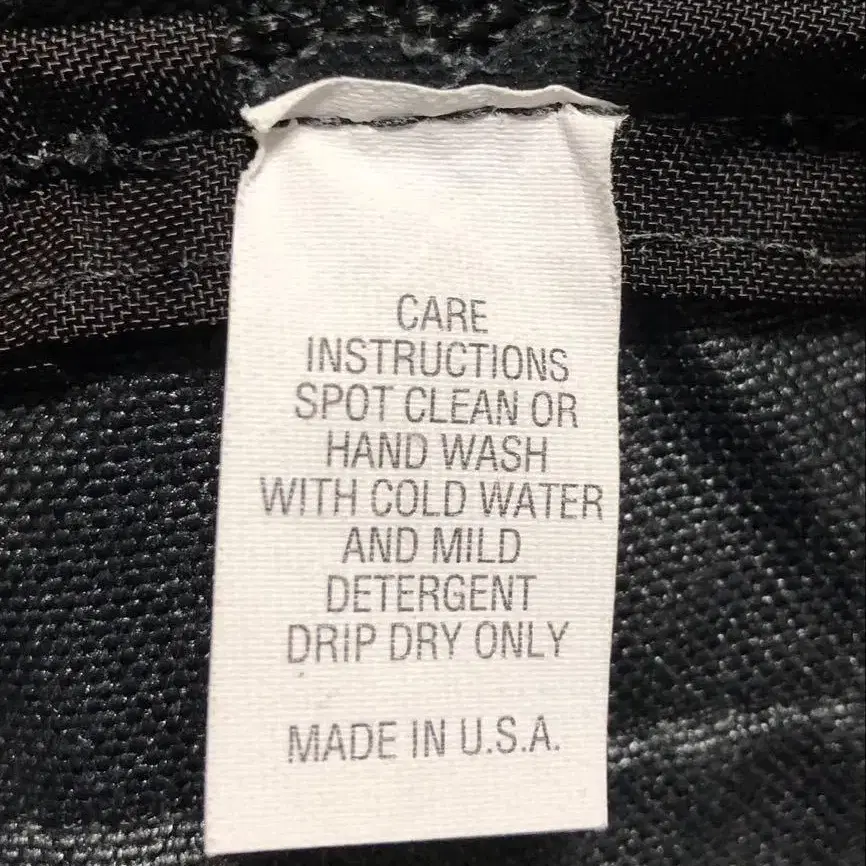 CARE
INSTRUCTIONS
SPOT CLEAN OR
HAND WASH
WITH COLD WATER
AND MILD
DETERGENT
DRIP DRY ONLY
MADE IN U.S.A.